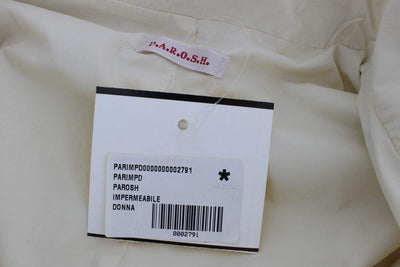 P.A.R.O.S.H.
PARIMPD0000000002791
PARIMPD
PAROSH
IMPERMEABILE
DONNA
*
0002791